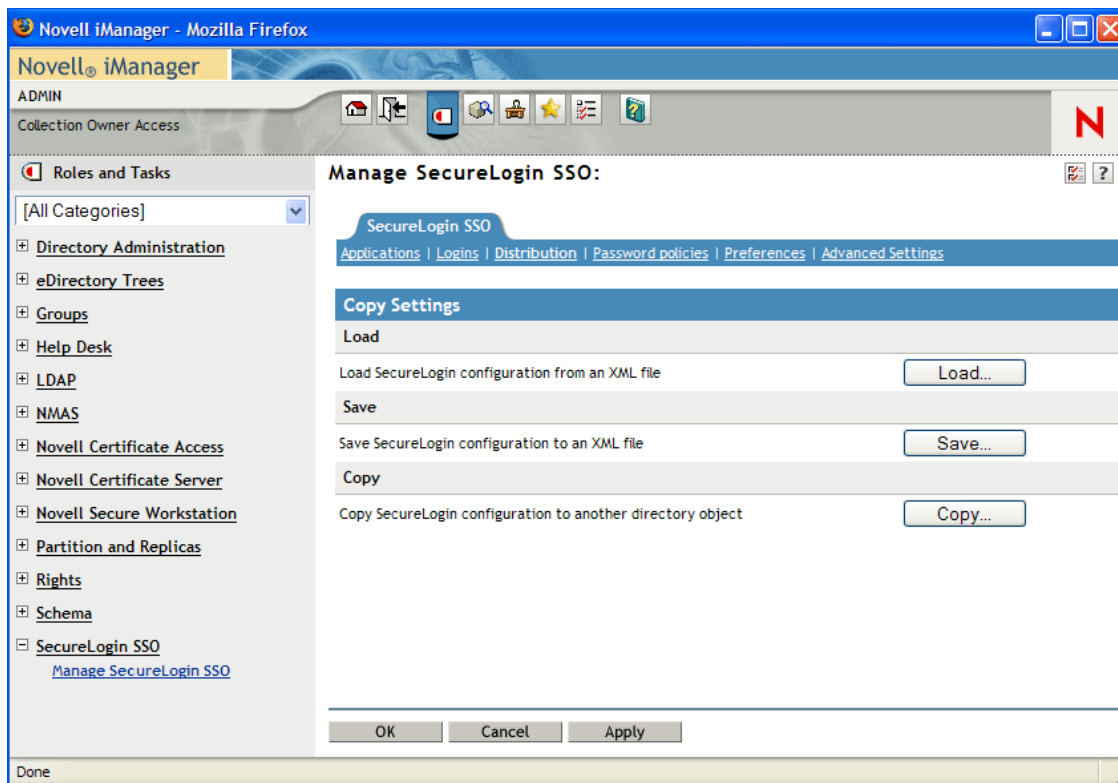 Novell iManager - Mozilla Firefox
Novell® iManager
ADMIN
Collection Owner Access
N
Roles and Tasks
[All Categories]
Directory Administration
eDirectory Trees
Groups
Help Desk
LDAP
NMAS
Novell Certificate Access
Novell Certificate Server
Novell Secure Workstation
Partition and Replicas
Rights
Schema
SecureLogin SSO
Manage SecureLogin SSO
Manage SecureLogin SSO:
?
SecureLogin SSO
Applications | Logins | Distribution | Password policies | Preferences | Advanced Settings
Copy Settings
Load
Load SecureLogin configuration from an XML file Load...
Save
Save SecureLogin configuration to an XML file Save...
Copy
Copy SecureLogin configuration to another directory object Copy...
OK Cancel Apply
Done